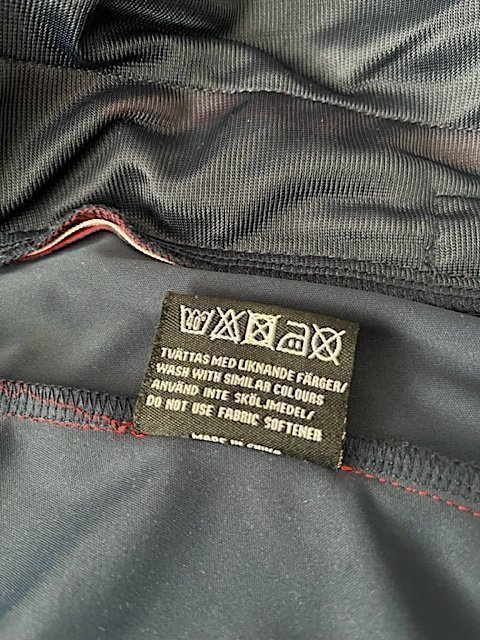 40°
TVÄTTAS MED LIKNANDE FÄRGER/
WASH WITH SIMILAR COLOURS
ANVÄND INTE SKÖLJMEDEL/
DO NOT USE FABRIC SOFTENER
MADE IN CHINA